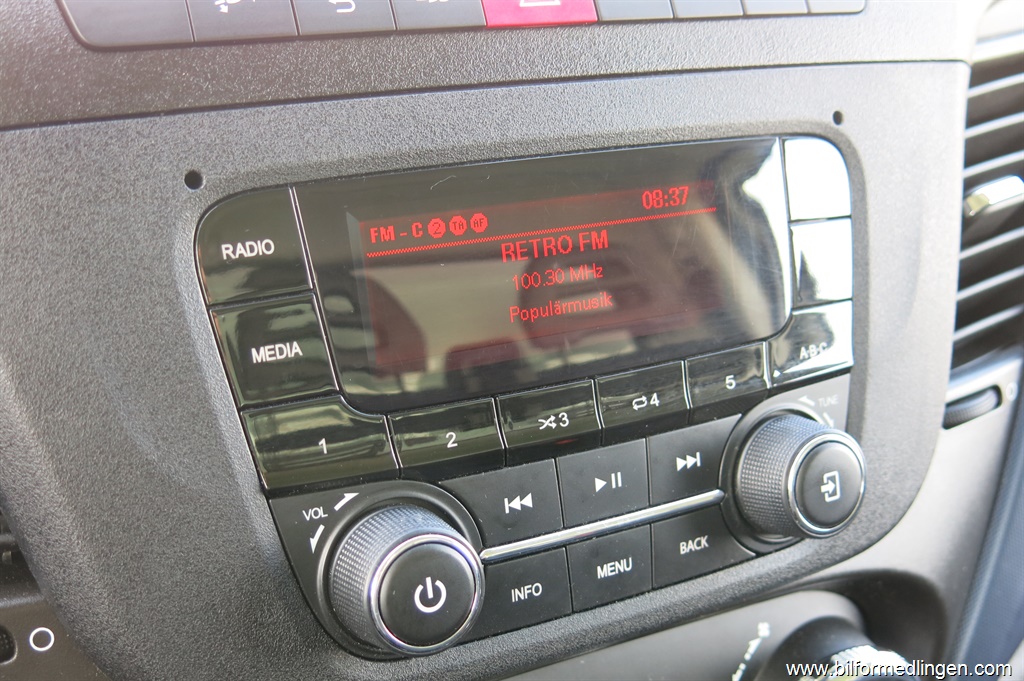 RADIO
MEDIA
FM - C 2 TA AF
08:37
RETRO FM
100.30 MHz
Populärmusik
A-B-C
1
2
3
4
5
TUNE
VOL
INFO
MENU
BACK
www.bilformedlingen.com